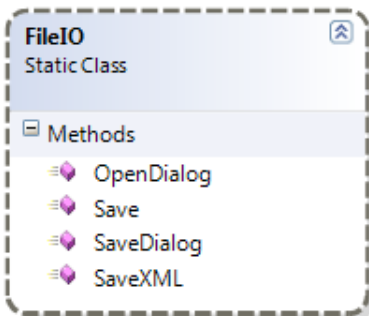 FileIO
Static Class
Methods
OpenDialog
Save
SaveDialog
SaveXML